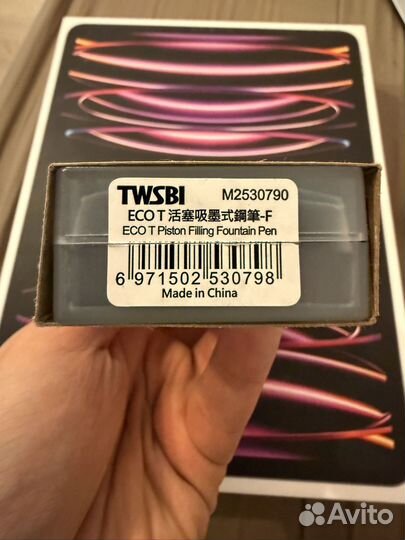 TWSBI M2530790
ECO T 活塞吸墨式鋼筆-F
ECO T Piston Filling Fountain Pen
6 971502 530798
Made in China
Avito